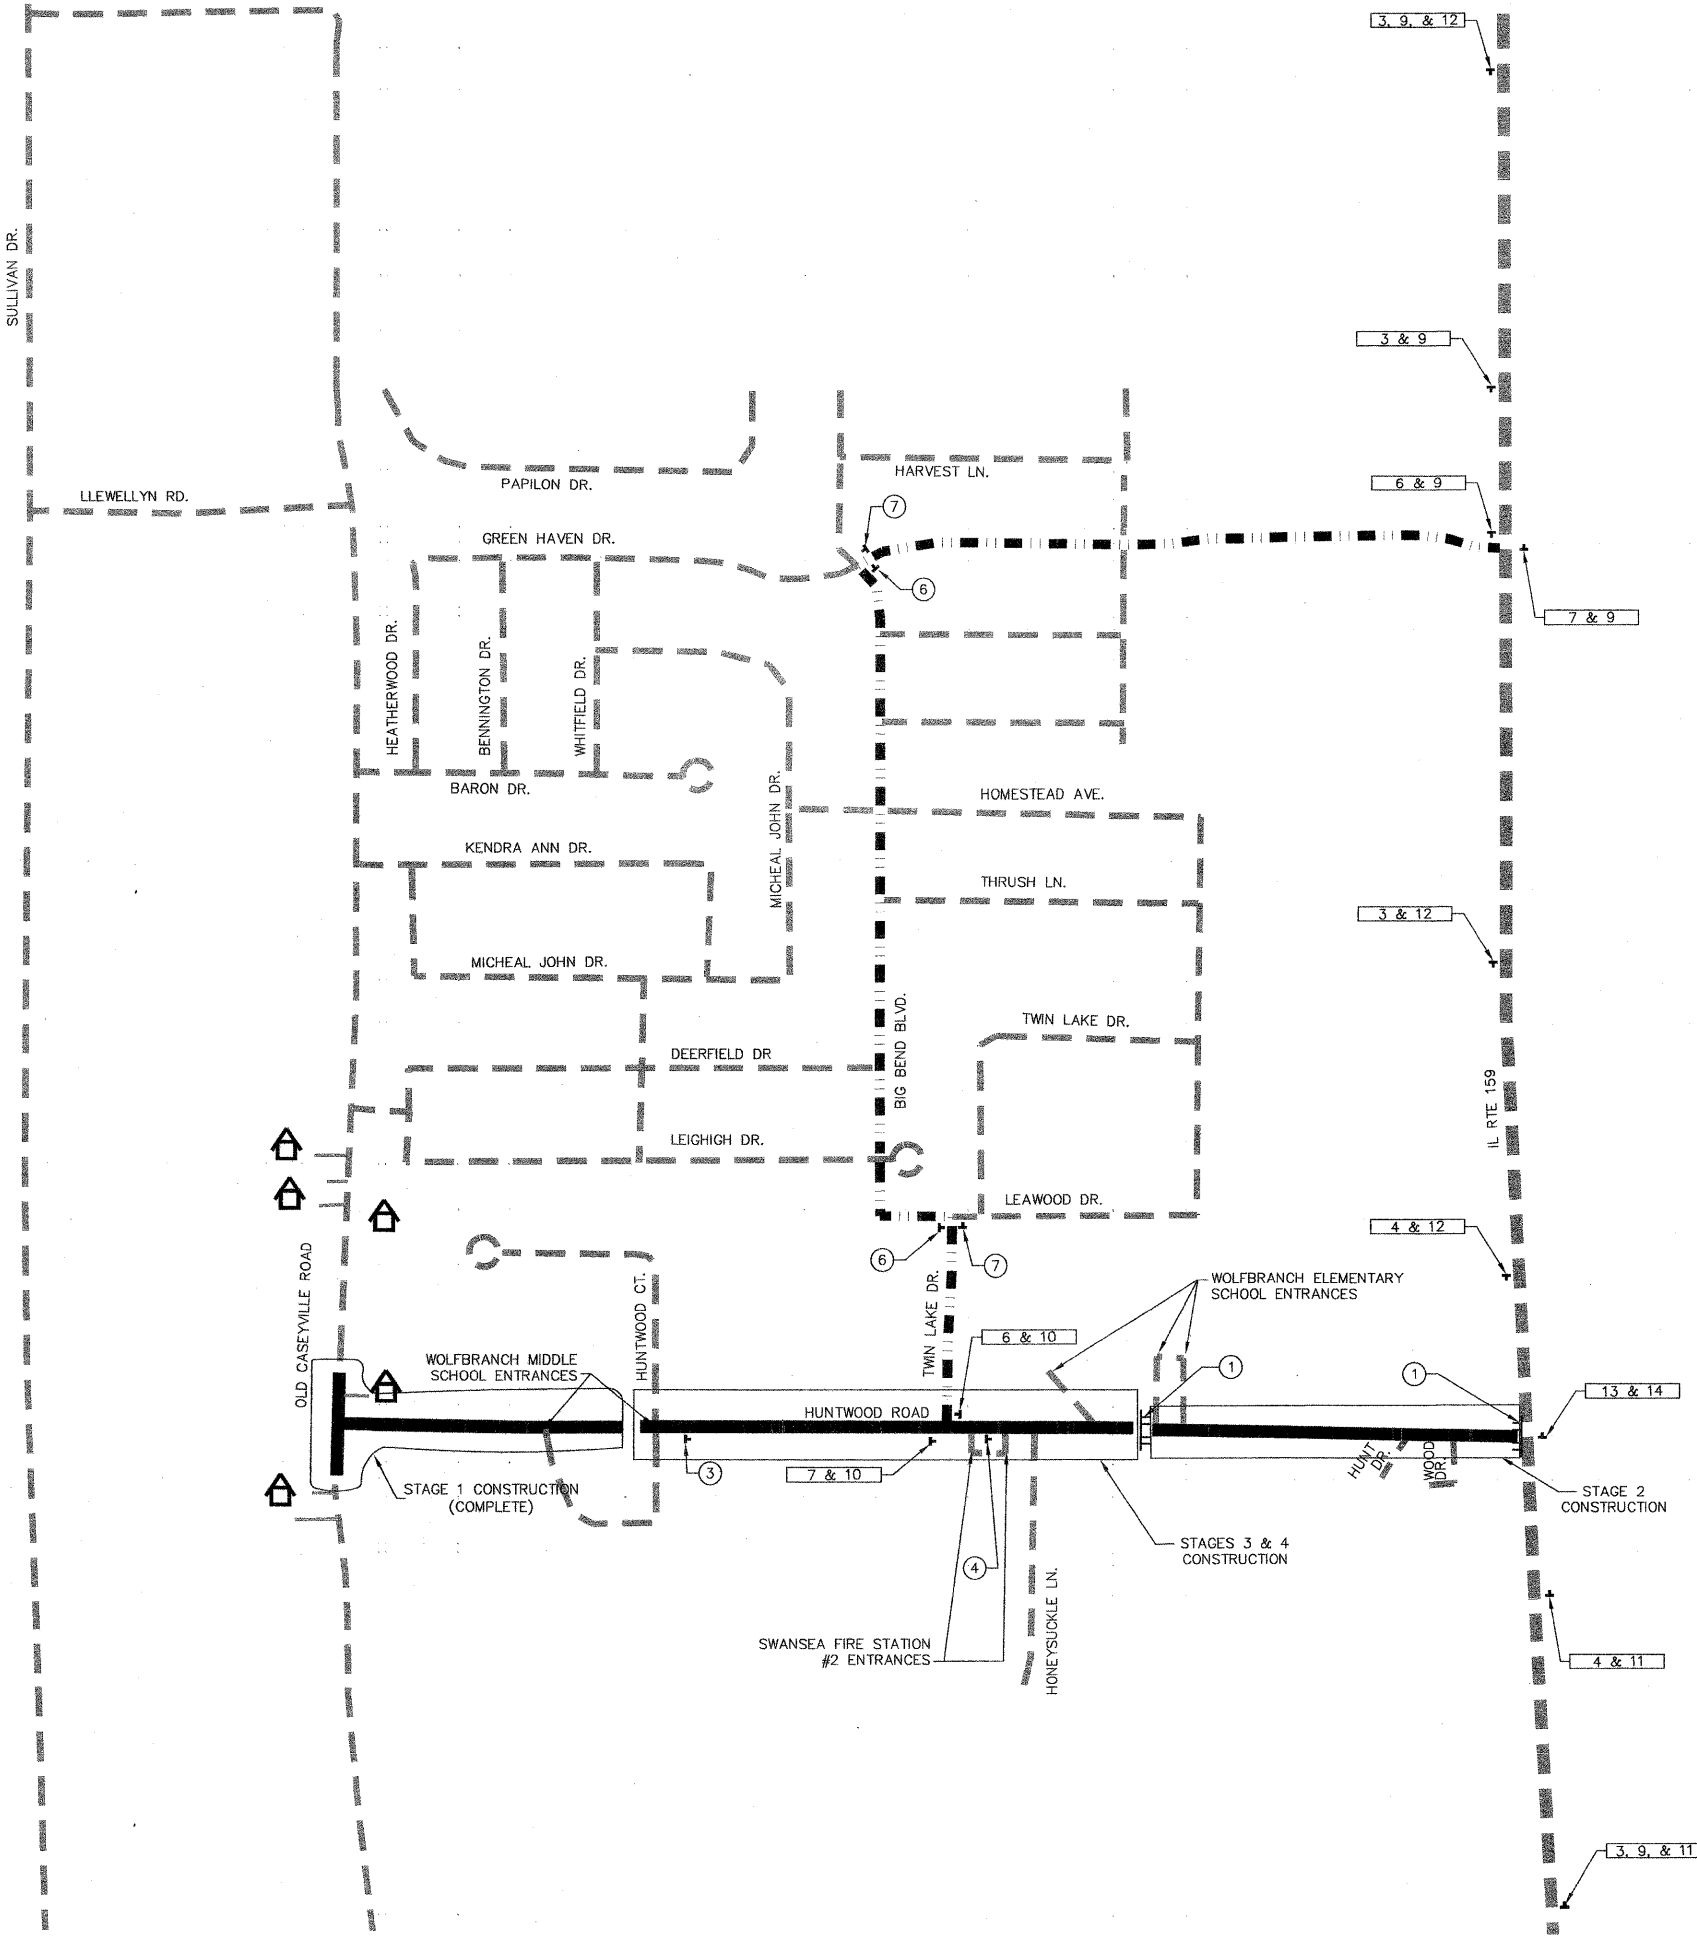 3, 9, & 12
SULLIVAN DR.
3 & 9
HARVEST LN.
PAPILON DR.
6 & 9
LLEWELLYN RD.
7
GREEN HAVEN DR.
6
7 & 9
HEATHERWOOD DR.
BENNINGTON DR.
WHITFIELD DR.
BARON DR.
MICHEAL JOHN DR.
HOMESTEAD AVE.
KENDRA ANN DR.
THRUSH LN.
3 & 12
MICHEAL JOHN DR.
BIG BEND BLVD.
TWIN LAKE DR.
DEERFIELD DR
IL RTE 159
LEIGHIGH DR.
LEAWOOD DR.
4 & 12
6
7
OLD CASEYVILLE ROAD
HUNTWOOD CT.
TWIN LAKE DR.
WOLFBRANCH ELEMENTARY
SCHOOL ENTRANCES
6 & 10
WOLFBRANCH MIDDLE
SCHOOL ENTRANCES
1
1
13 & 14
HUNTWOOD ROAD
3
7 & 10
HUNT
DR.
WOOD
DR.
STAGE 1 CONSTRUCTION
(COMPLETE)
STAGE 2
CONSTRUCTION
STAGES 3 & 4
CONSTRUCTION
4
HONEYSUCKLE LN.
SWANSEA FIRE STATION
#2 ENTRANCES
4 & 11
3, 9, & 11